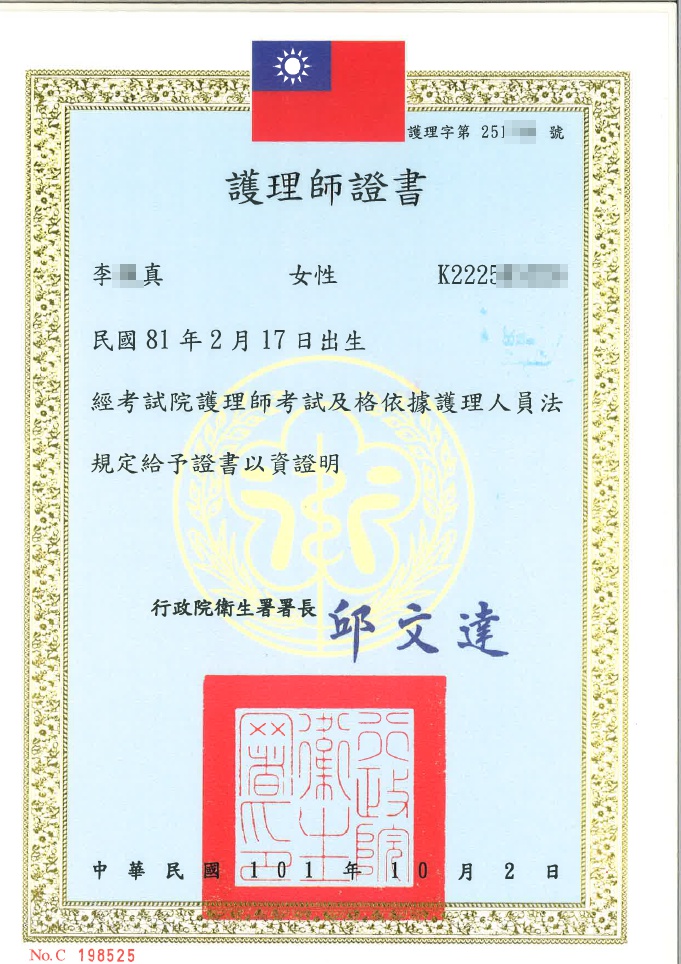 護理字第 251 號
護理師證書
李 真 女性 K2225
民國 81 年 2 月 17 日出生
經考試院護理師考試及格依據護理人員法
規定給予證書以資證明
行政院衛生署署長 邱文達
行政院衛生署印
中華民國 101 年 10 月 2 日
No. C 198525